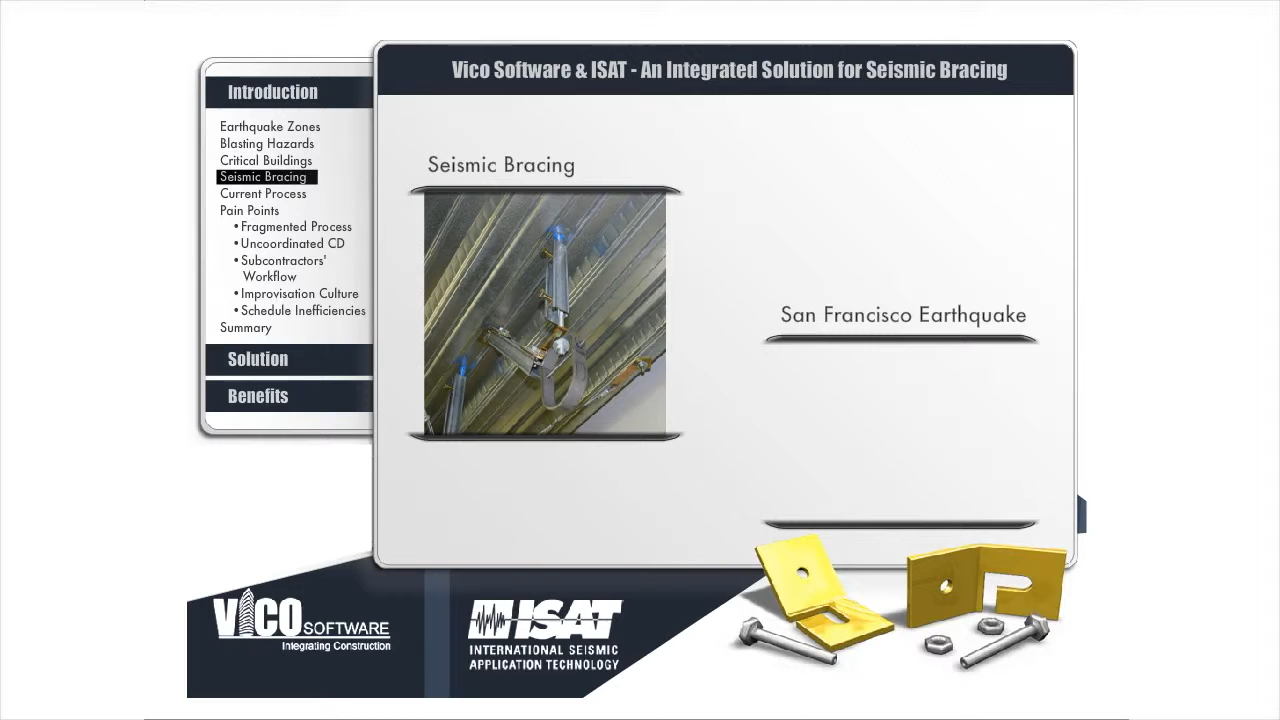 Vico Software & ISAT - An Integrated Solution for Seismic Bracing
Introduction
Earthquake Zones
Blasting Hazards
Critical Buildings
Seismic Bracing
Current Process
Pain Points
•Fragmented Process
•Uncoordinated CD
•Subcontractors'
Workflow
•Improvisation Culture
•Schedule Inefficiencies
Summary
Solution
Benefits
Seismic Bracing
San Francisco Earthquake
VICO SOFTWARE
Integrating Construction
ISAT
INTERNATIONAL SEISMIC
APPLICATION TECHNOLOGY